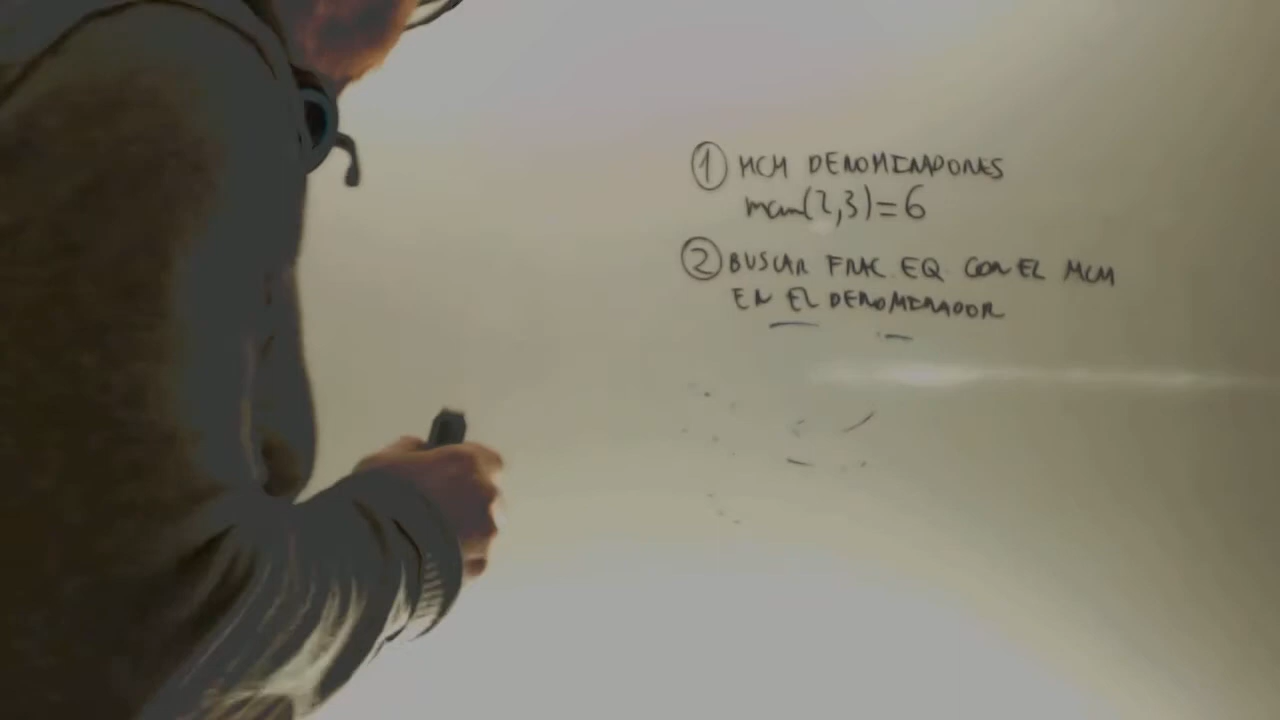 ① MCM DENOMINADORES
mcm(2,3)=6
② BUSCAR FRAC. EQ CON EL MCM
EN EL DENOMINADOR